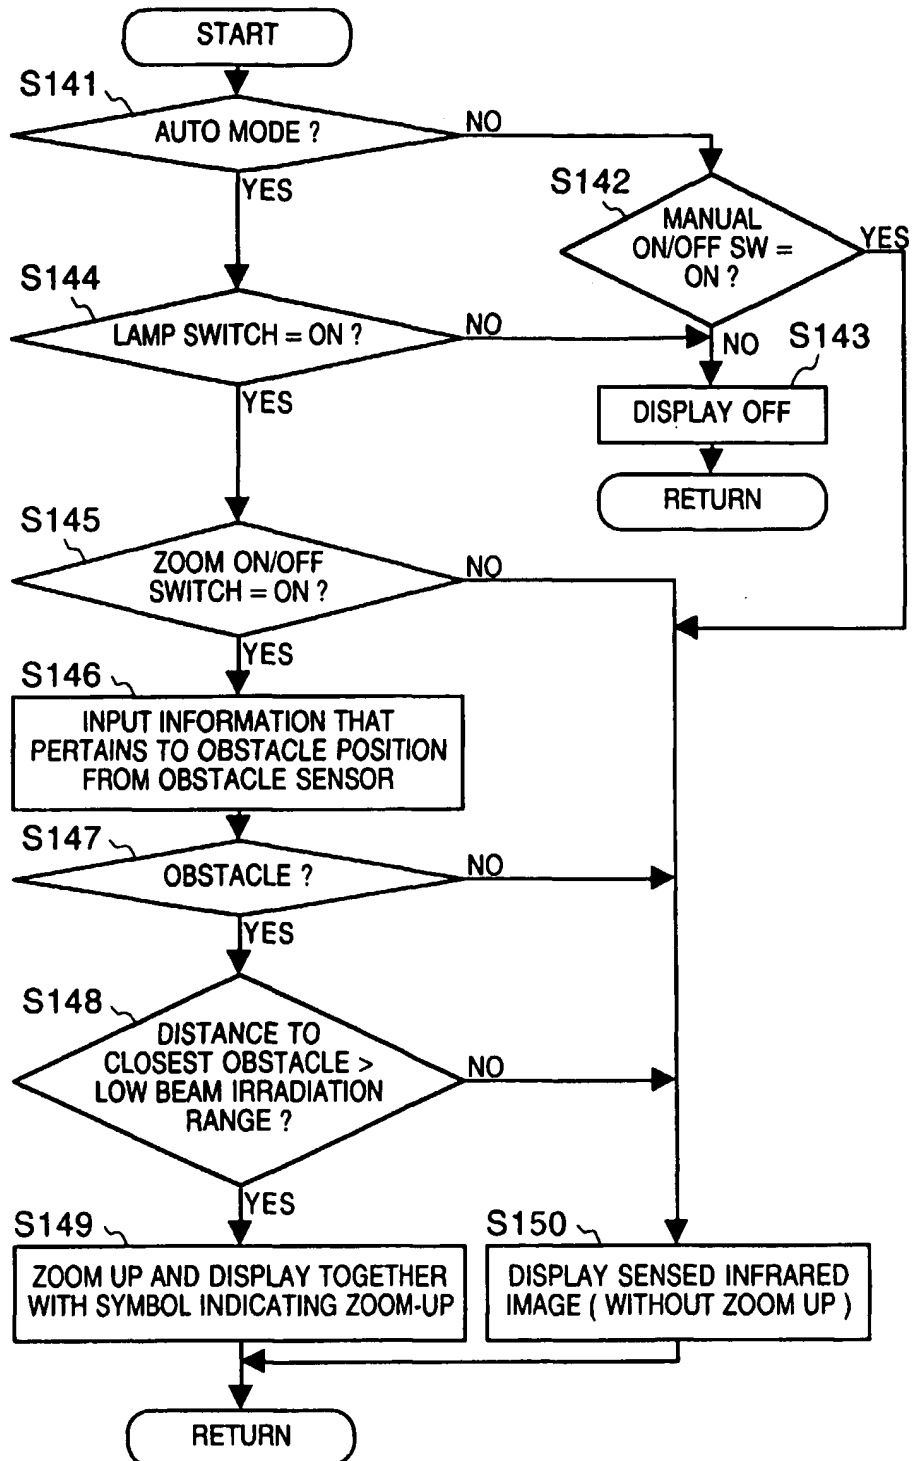 START
S141
AUTO MODE ?
NO
YES
S142
MANUAL
ON/OFF SW =
ON ?
YES
S144
LAMP SWITCH = ON ?
NO
NO
S143
YES
DISPLAY OFF
RETURN
S145
ZOOM ON/OFF
SWITCH = ON ?
NO
YES
S146
INPUT INFORMATION THAT
PERTAINS TO OBSTACLE POSITION
FROM OBSTACLE SENSOR
S147
OBSTACLE ?
NO
YES
S148
DISTANCE TO
CLOSEST OBSTACLE >
LOW BEAM IRRADIATION
RANGE ?
NO
YES
S149
ZOOM UP AND DISPLAY TOGETHER
WITH SYMBOL INDICATING ZOOM-UP
S150
DISPLAY SENSED INFRARED
IMAGE ( WITHOUT ZOOM UP )
RETURN